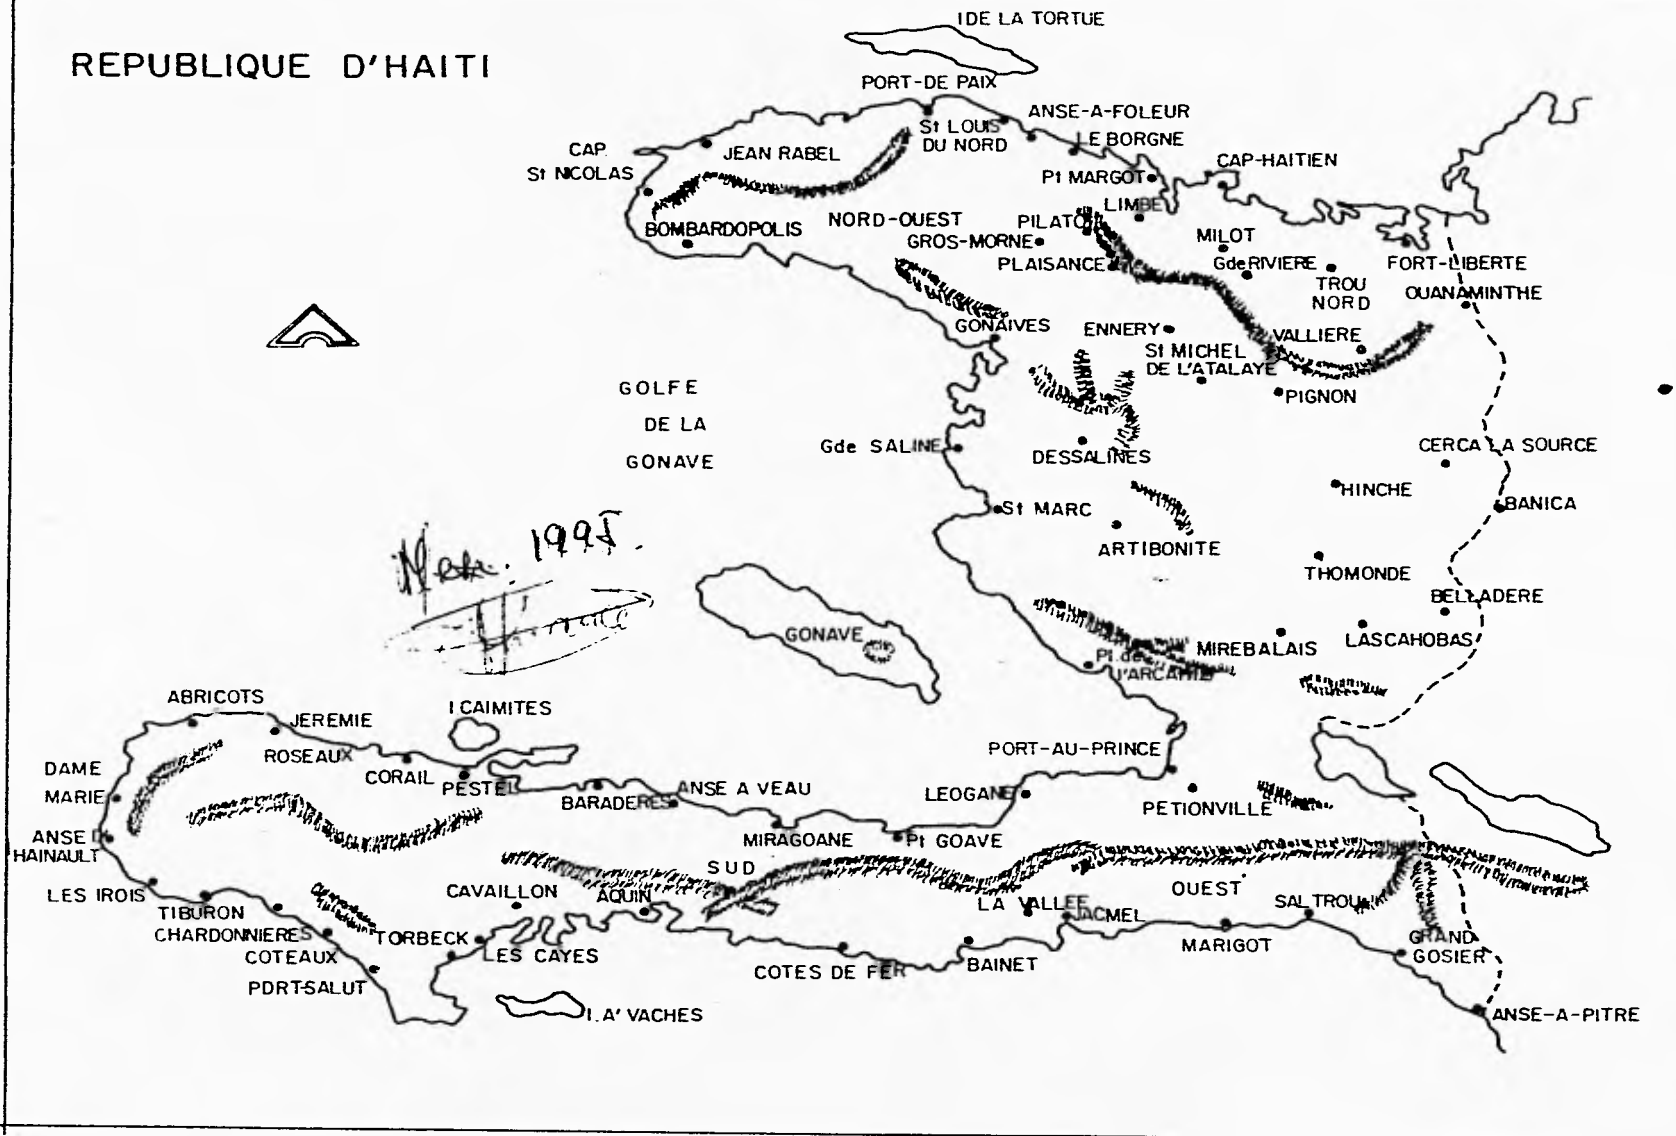 I DE LA TORTUE
REPUBLIQUE D'HAITI
PORT-DE PAIX
ANSE-A-FOLEUR
St LOUIS
DU NORD
LE BORGNE
CAP
St NICOLAS
JEAN RABEL
CAP-HAITIEN
Pt MARGOT
LIMBE
NORD-OUEST
PILATO
BOMBARDOPOLIS
GROS-MORNE
MILOT
PLAISANCE
Gde RIVIERE
FORT-LIBERTE
TROU
NORD
OUANAMINTHE
GONAIVES
ENNERY
VALLIERE
St MICHEL
DE L'ATALAYE
PIGNON
GOLFE
DE LA
GONAVE
Gde SALINE
DESSALINES
CERCA LA SOURCE
HINCHE
St MARC
BANICA
1995.
ARTIBONITE
THOMONDE
BELLADERE
GONAVE
MIREBALAIS
LASCAHOBAS
Pt. de
ABRICOTS
I CAIMITES
JEREMIE
ROSEAUX
PORT-AU-PRINCE
DAME
MARIE
CORAIL
PESTEL
BARADERES
ANSE A VEAU
LEOGANE
PETIONVILLE
ANSE D'
HAINAULT
MIRAGOANE
Pt GOAVE
SUD
LES IROIS
CAVAILLON
AQUIN
OUEST
LA VALLEE
SALTROU
TIBURON
JACMEL
CHARDONNIERES
TORBECK
MARIGOT
GRAND
GOSIER
COTEAUX
LES CAYES
COTES DE FER
BAINET
PORT-SALUT
I. A' VACHES
ANSE-A-PITRE